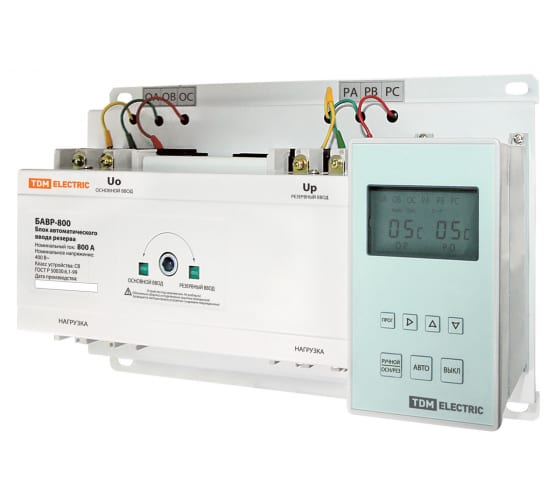 OA OB OC
PA PB PC
Uo
ОСНОВНОЙ ВВОД
Up
РЕЗЕРВНЫЙ ВВОД
TDM ELECTRIC
БАВР-800
Блок автоматического
ввода резерва
Номинальный ток: 800 А
Номинальное напряжение:
400 В~
Класс устройства: СВ
ГОСТ Р 50030.6.1-99
Дата производства:
ОСНОВНОЙ ВВОД
РЕЗЕРВНЫЙ ВВОД
НАГРУЗКА
НАГРУЗКА
OA OB OC PA PB PC
05c 05c
ПРОГ
РУЧНОЙ
ОСН/РЕЗ
АВТО
ВЫКЛ
TDM ELECTRIC